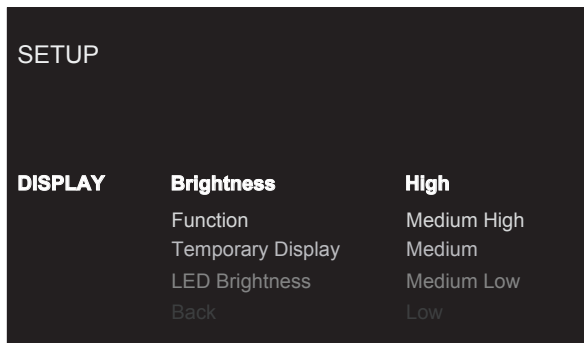 SETUP
DISPLAY Brightness High
Function Medium High
Temporary Display Medium
LED Brightness Medium Low
Back Low